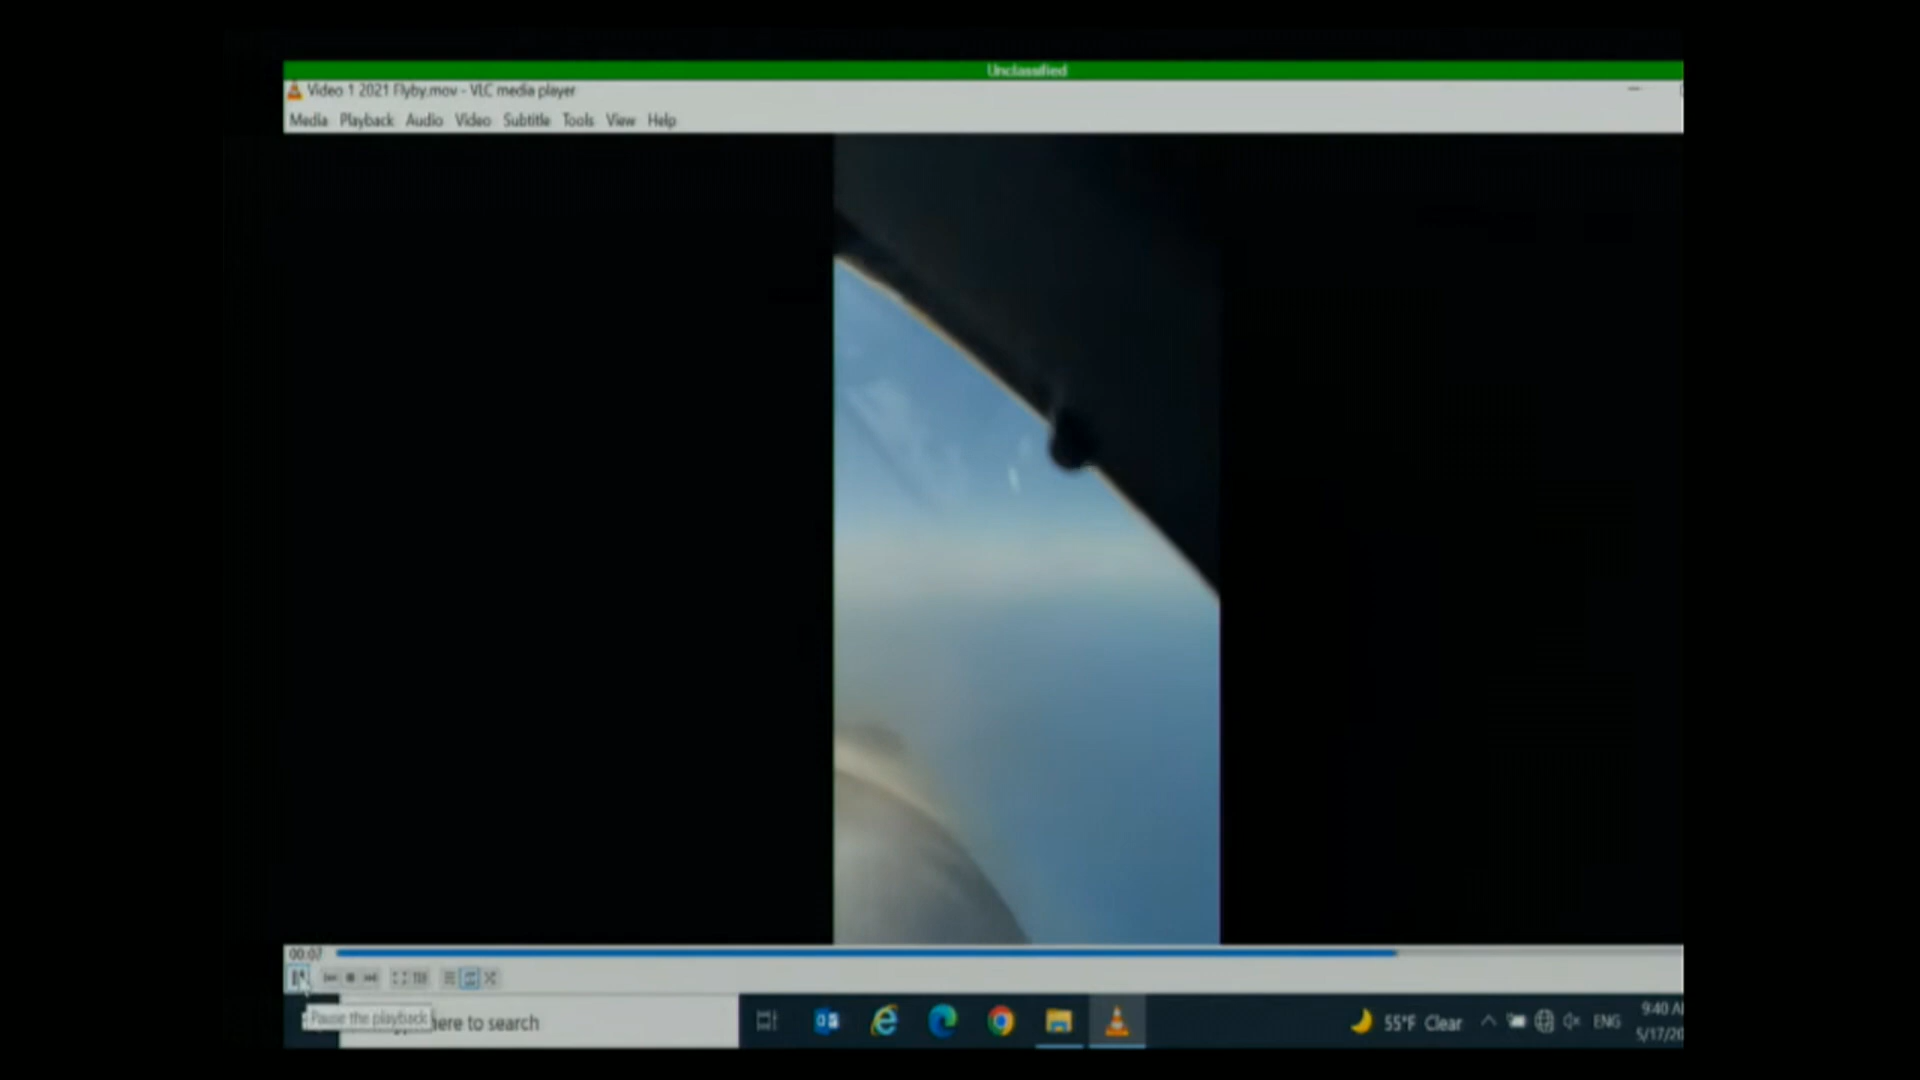 Unclassified
Video 1 2021 Flyby.mov - VLC media player
Media Playback Audio Video Subtitle Tools View Help
00:07
Pause the playback
here to search
55°F Clear
ENG
9:40 A
5/17/20